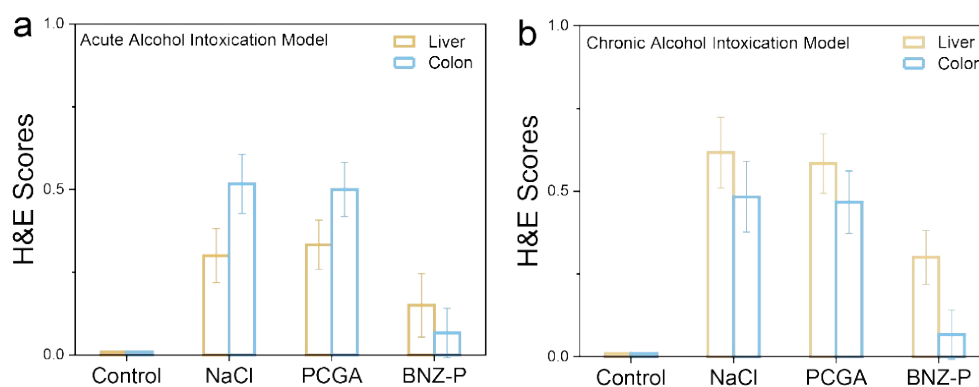 a
Acute Alcohol Intoxication Model
Liver
Colon
H&E Scores
1.0
0.5
0.0
Control NaCl PCGA BNZ-P
b
Chronic Alcohol Intoxication Model
Liver
Colon
H&E Scores
1.0
0.5
0.0
Control NaCl PCGA BNZ-P